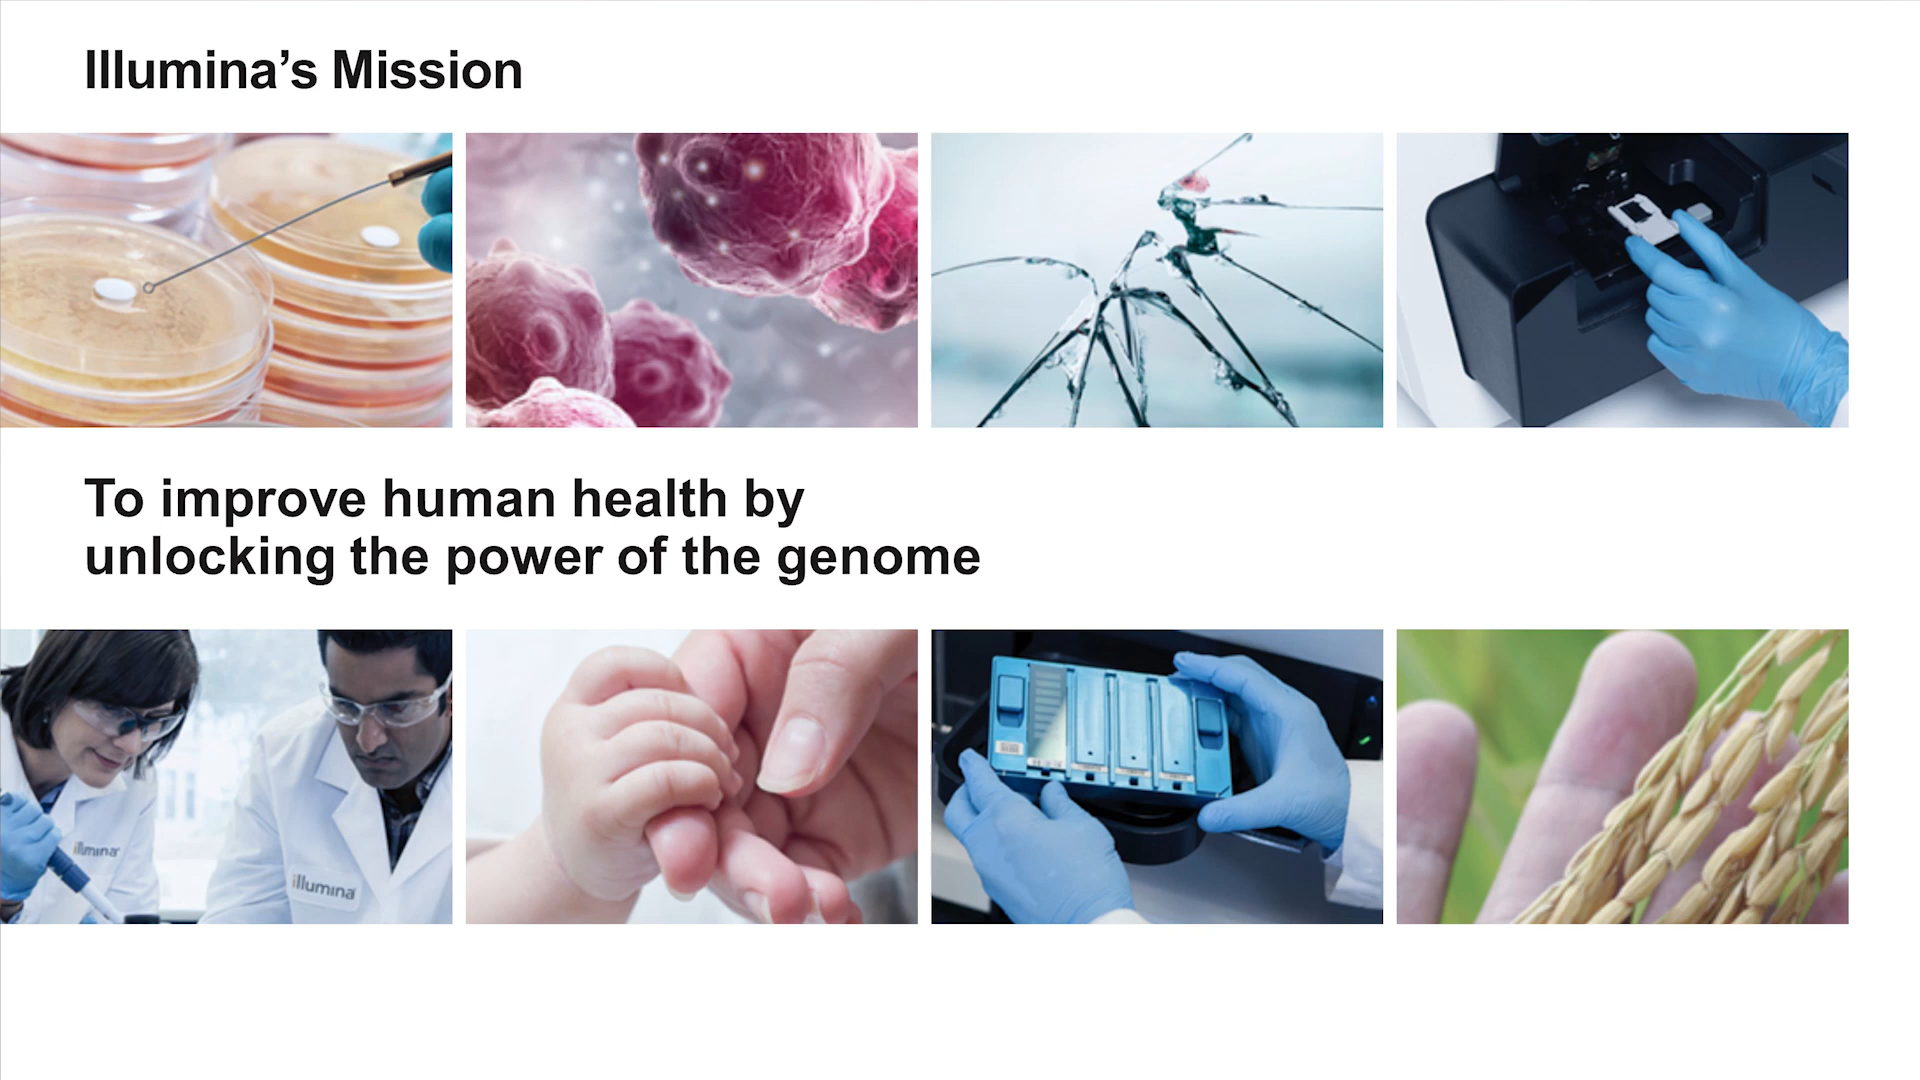 Illumina’s Mission
To improve human health by
unlocking the power of the genome
illumina
illumina